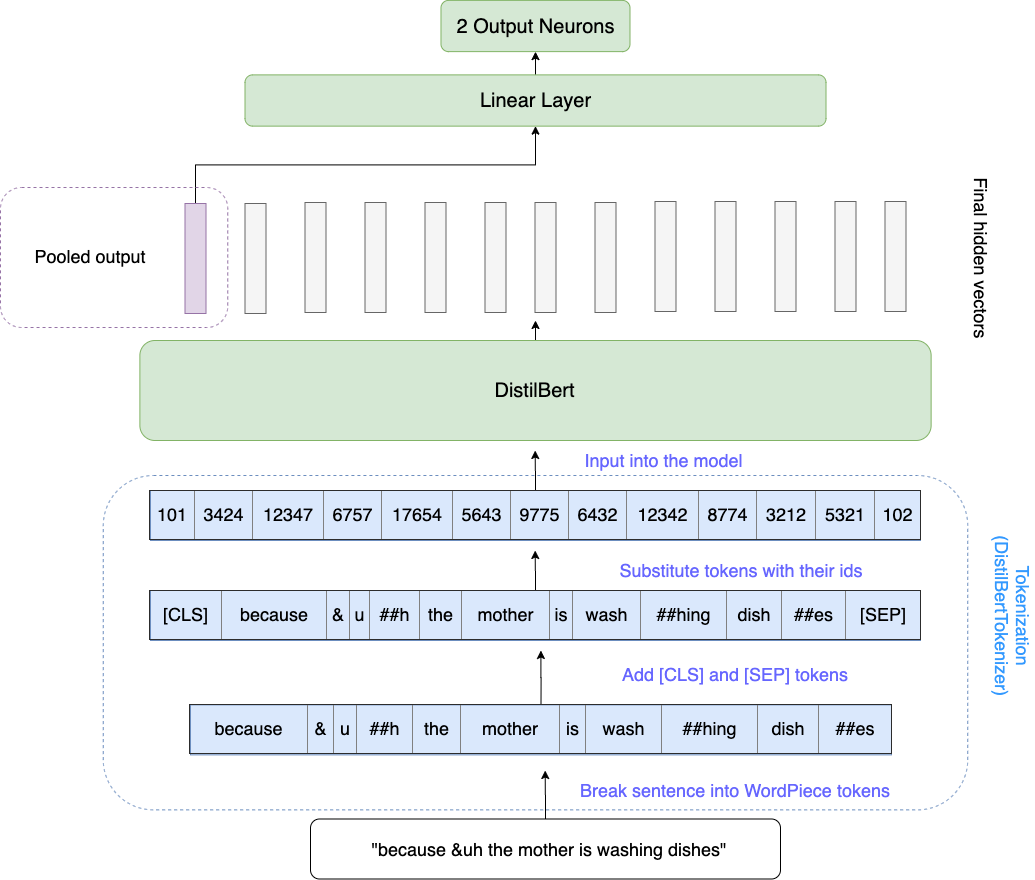 2 Output Neurons
Linear Layer
Pooled output
Final hidden vectors
DistilBert
Input into the model
101 3424 12347 6757 17654 5643 9775 6432 12342 8774 3212 5321 102
Substitute tokens with their ids
[CLS] because & u ##h the mother is wash ##hing dish ##es [SEP]
Add [CLS] and [SEP] tokens
because & u ##h the mother is wash ##hing dish ##es
Break sentence into WordPiece tokens
Tokenization
(DistilBertTokenizer)
"because &uh the mother is washing dishes"